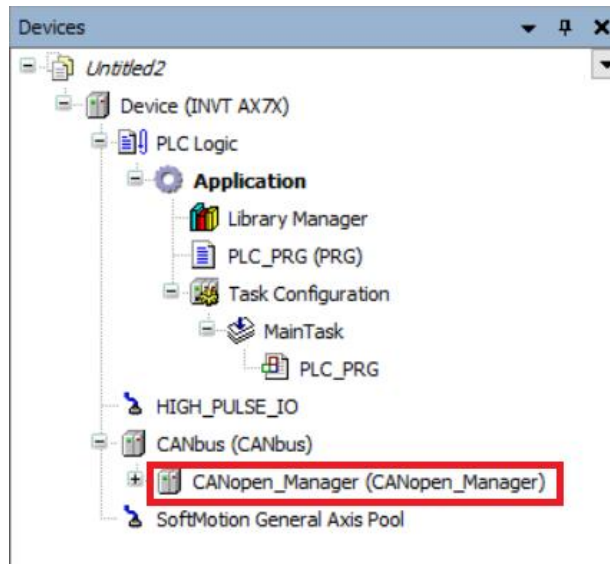 Devices
Untitled2
Device (INVT AX7X)
PLC Logic
Application
Library Manager
PLC_PRG (PRG)
Task Configuration
MainTask
PLC_PRG
HIGH_PULSE_IO
CANbus (CANbus)
CANopen_Manager (CANopen_Manager)
SoftMotion General Axis Pool